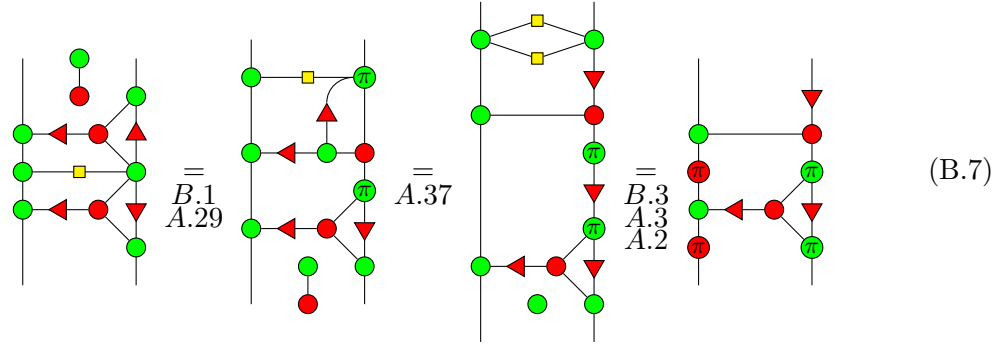 π
= π = = π (B.7)
B.1 A.37 B.3
A.29 π A.3
A.2
π π π
π